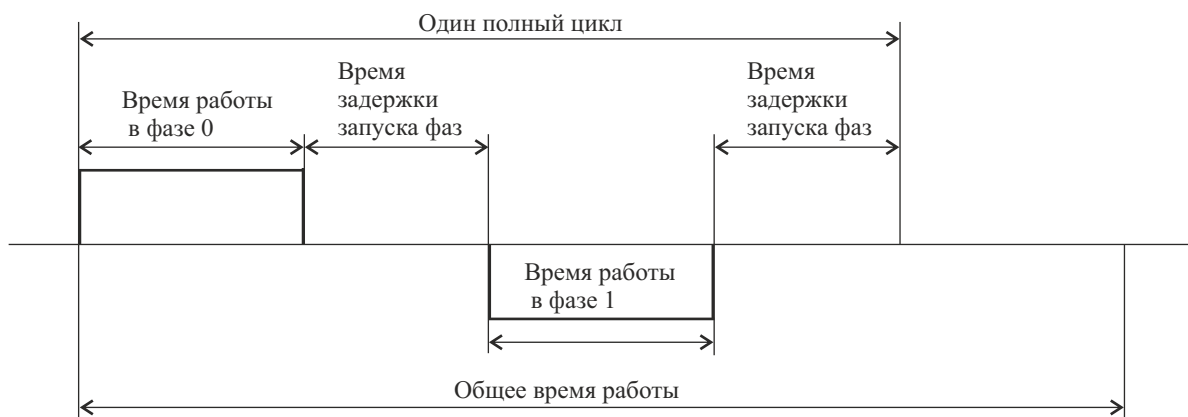 Один полный цикл
Время
задержки
запуска фаз
Время
задержки
запуска фаз
Время работы
в фазе 0
Время работы
в фазе 1
Общее время работы